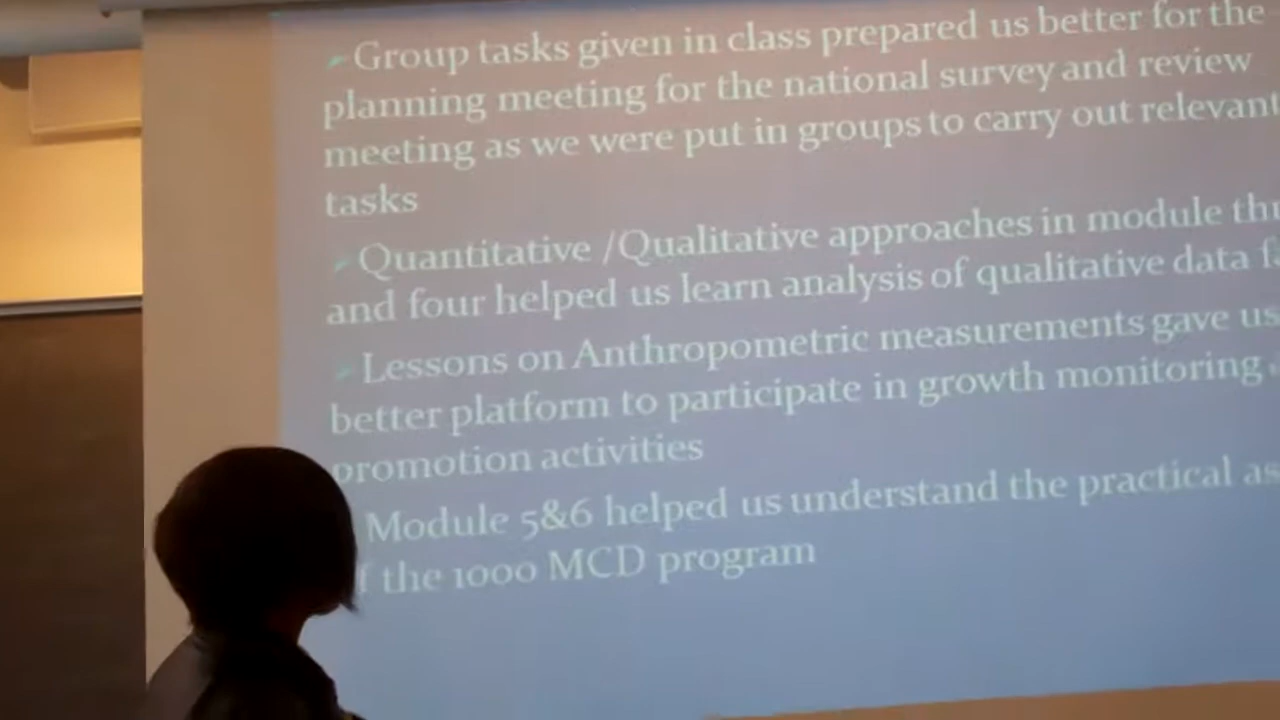 Group tasks given in class prepared us better for the
planning meeting for the national survey and review
meeting as we were put in groups to carry out relevant
tasks
Quantitative /Qualitative approaches in module
and four helped us learn analysis of qualitative data
Lessons on Anthropometric measurements gave us
better platform to participate in growth monitoring
promotion activities
Module 5&6 helped us understand the practical
the 1000 MCD program